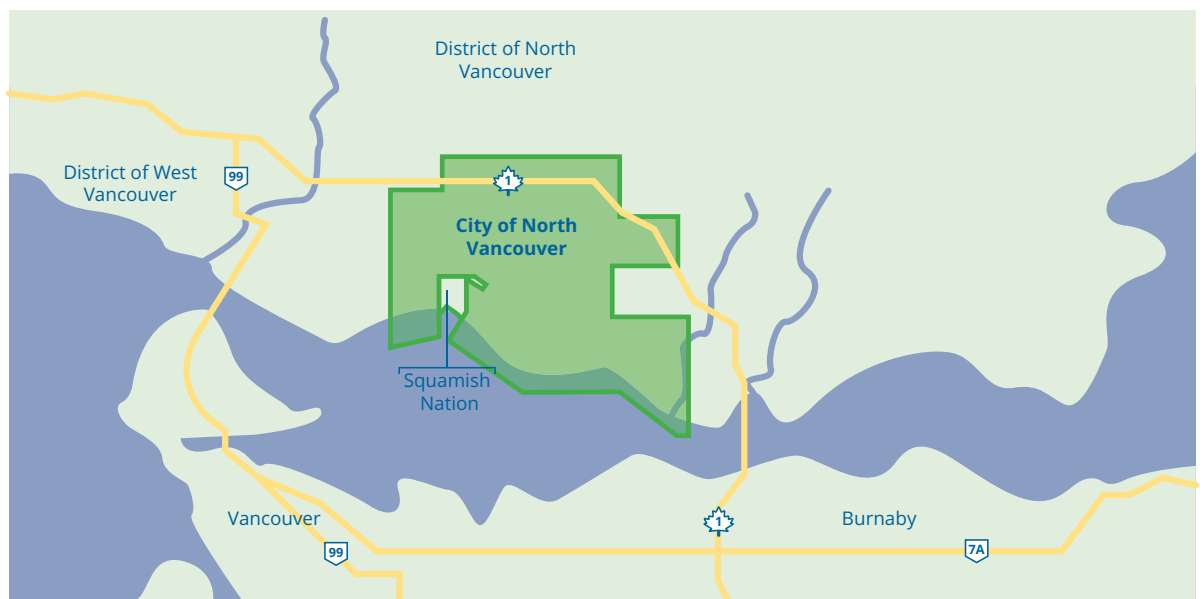 District of North
Vancouver
District of West
Vancouver
99
1
City of North
Vancouver
Squamish
Nation
Vancouver
99
1
Burnaby
7A